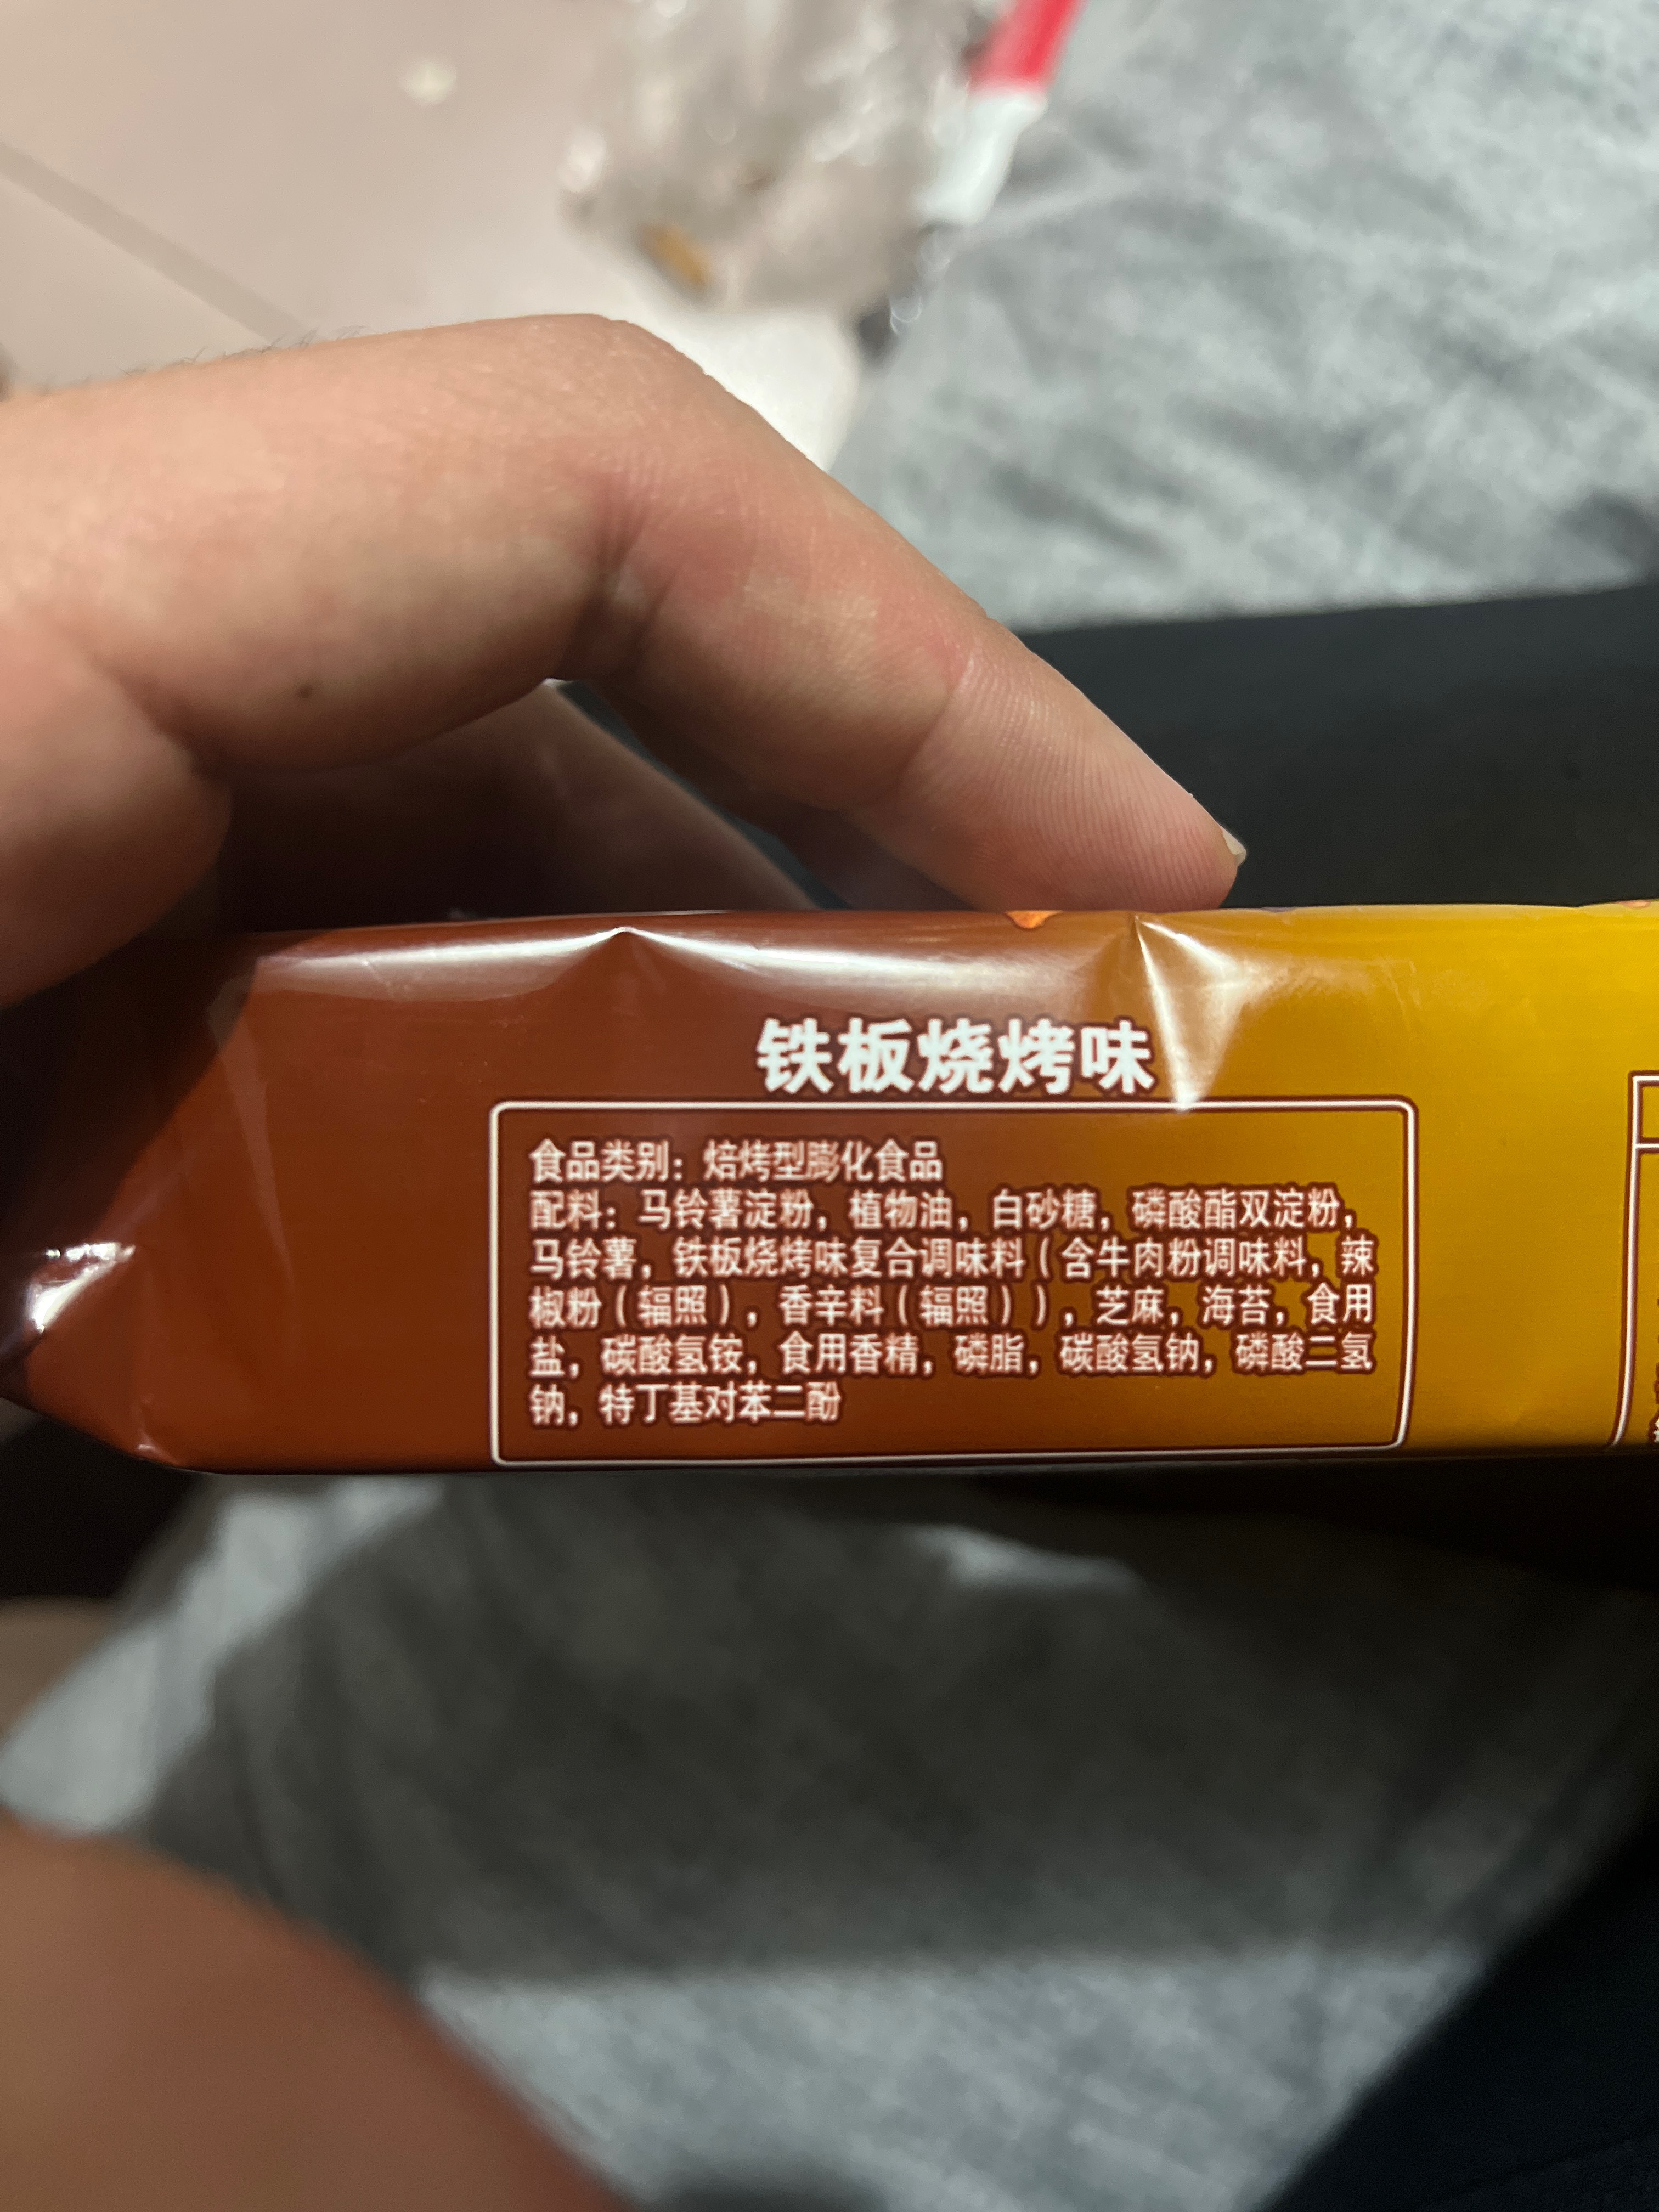 铁板烧烤味
食品类别：焙烤型膨化食品
配料：马铃薯淀粉，植物油，白砂糖，磷酸酯双淀粉，
马铃薯，铁板烧烤味复合调味料（含牛肉粉调味料，辣
椒粉（辐照），香辛料（辐照）），芝麻，海苔，食用
盐，碳酸氢铵，食用香精，磷脂，碳酸氢钠，磷酸二氢
钠，特丁基对苯二酚